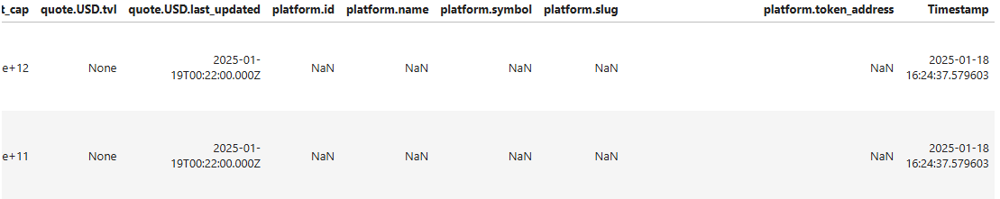 t_cap quote.USD.tvl quote.USD.last_updated platform.id platform.name platform.symbol platform.slug platform.token_address Timestamp
e+12 None 2025-01-19T00:22:00.000Z NaN NaN NaN NaN NaN 2025-01-18 16:24:37.579603
e+11 None 2025-01-19T00:22:00.000Z NaN NaN NaN NaN NaN 2025-01-18 16:24:37.579603